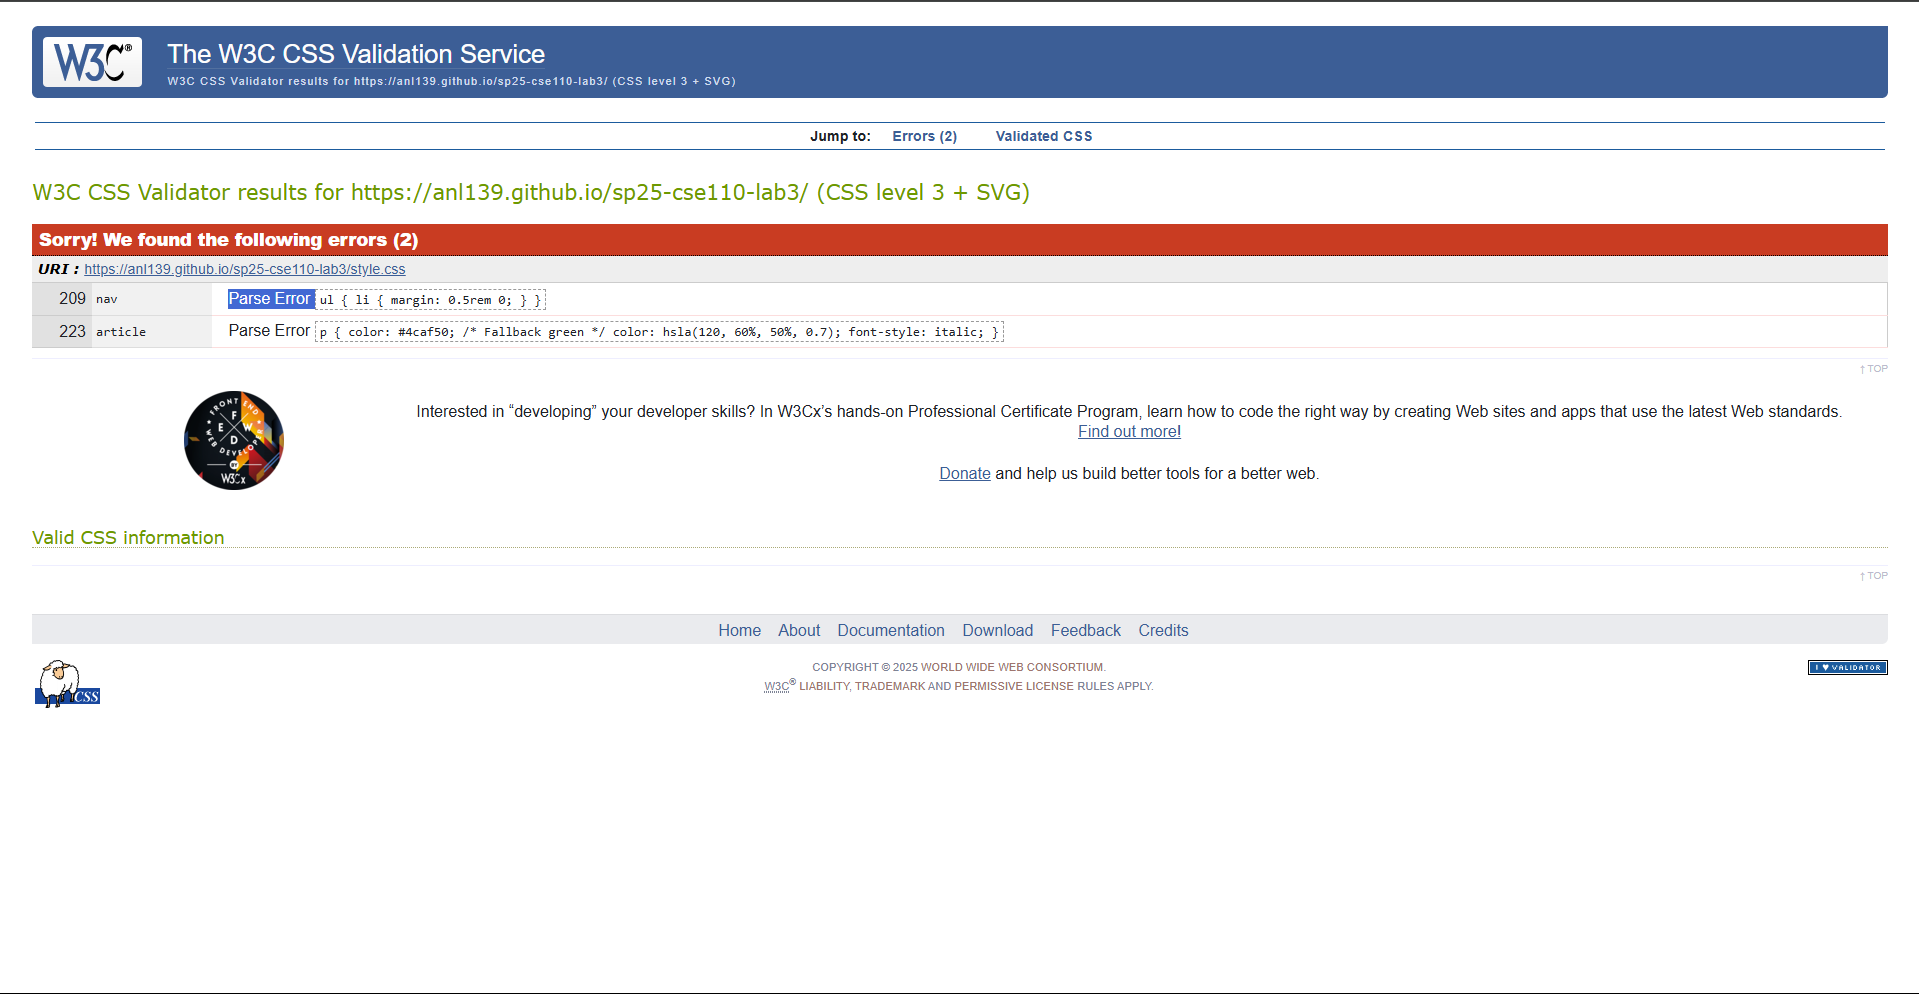 W3C®
The W3C CSS Validation Service
W3C CSS Validator results for https://anl139.github.io/sp25-cse110-lab3/ (CSS level 3 + SVG)
Jump to: Errors (2) Validated CSS
W3C CSS Validator results for https://anl139.github.io/sp25-cse110-lab3/ (CSS level 3 + SVG)
Sorry! We found the following errors (2)
URI : https://anl139.github.io/sp25-cse110-lab3/style.css
209 nav Parse Error ul { li { margin: 0.5rem 0; } }
223 article Parse Error p { color: #4caf50; /* Fallback green */ color: hsla(120, 60%, 50%, 0.7); font-style: italic; }
↑ TOP
FRONT END
F
E W
D
WEB DEVELOP
BY
W3Cx
Interested in “developing” your developer skills? In W3Cx’s hands-on Professional Certificate Program, learn how to code the right way by creating Web sites and apps that use the latest Web standards.
Find out more!
Donate and help us build better tools for a better web.
Valid CSS information
↑ TOP
Home About Documentation Download Feedback Credits
CSS
COPYRIGHT © 2025 WORLD WIDE WEB CONSORTIUM.
W3C® LIABILITY, TRADEMARK AND PERMISSIVE LICENSE RULES APPLY.
I ♥ VALIDATOR